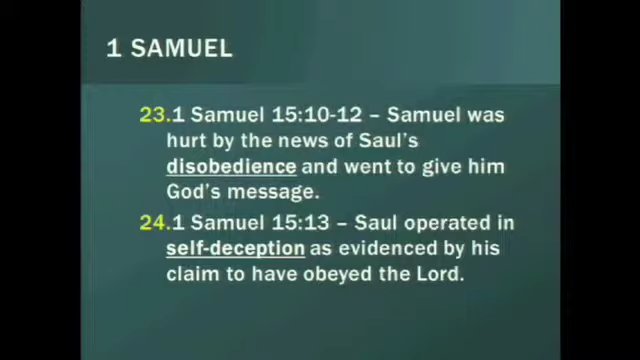 1 SAMUEL
23.1 Samuel 15:10-12 – Samuel was
hurt by the news of Saul's
disobedience and went to give him
God's message.
24.1 Samuel 15:13 – Saul operated in
self-deception as evidenced by his
claim to have obeyed the Lord.